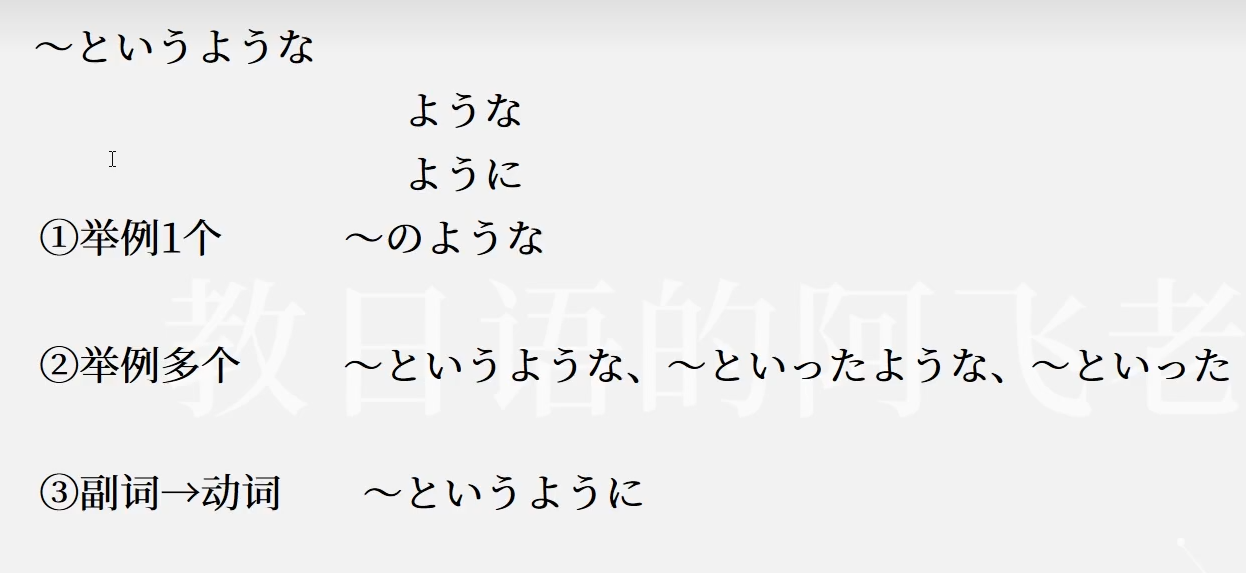 ～というような
ような
ように
①举例1个 ～のような
教日语的阿飞老
②举例多个 ～というような、～といったような、～といった
③副词→动词 ～というように